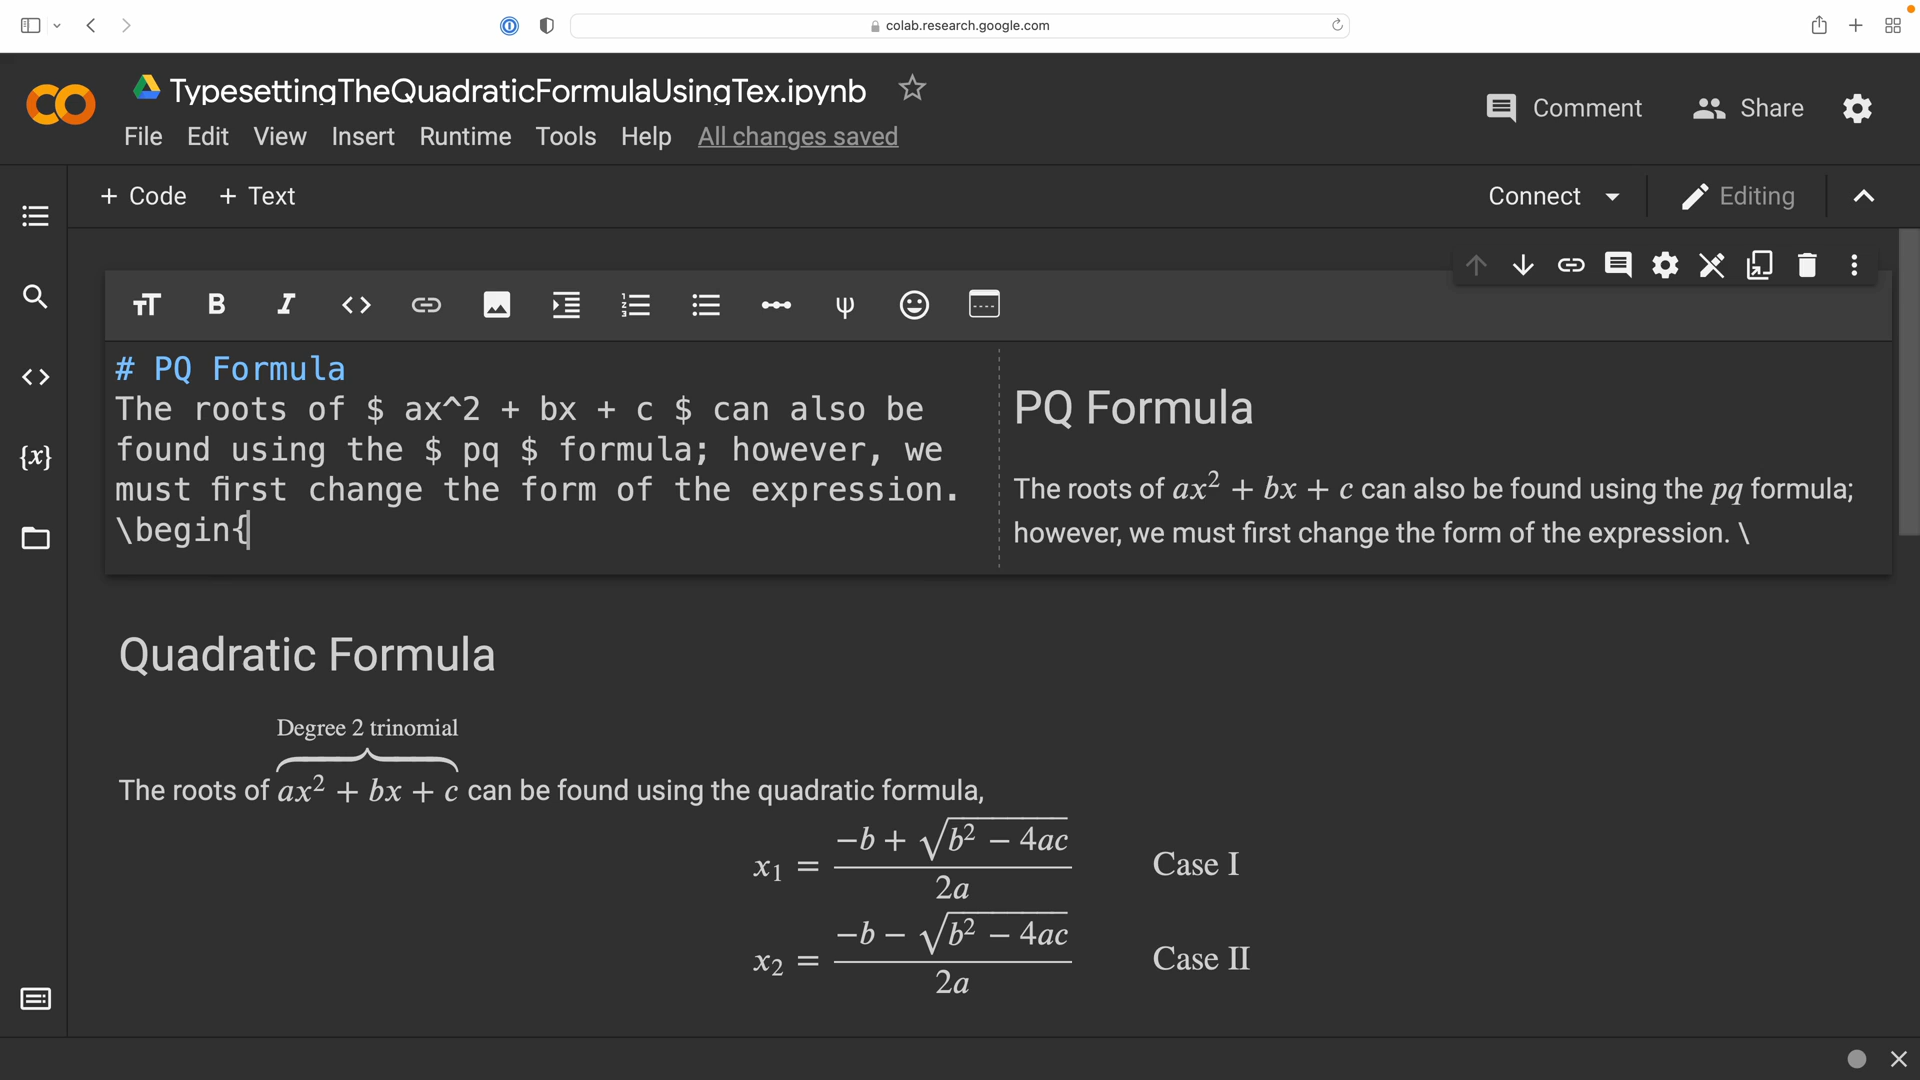 colab.research.google.com
TypesettingTheQuadraticFormulaUsingTex.ipynb
Comment
Share
File Edit View Insert Runtime Tools Help All changes saved
+ Code + Text
Connect
Editing
# PQ Formula
The roots of $ ax^2 + bx + c $ can also be
found using the $ pq $ formula; however, we
must first change the form of the expression.
\begin{
PQ Formula
The roots of ax² + bx + c can also be found using the pq formula;
however, we must first change the form of the expression. \
Quadratic Formula
Degree 2 trinomial
The roots of ax² + bx + c can be found using the quadratic formula,
x₁ = (−b + √(b² − 4ac)) / 2a Case I
x₂ = (−b − √(b² − 4ac)) / 2a Case II